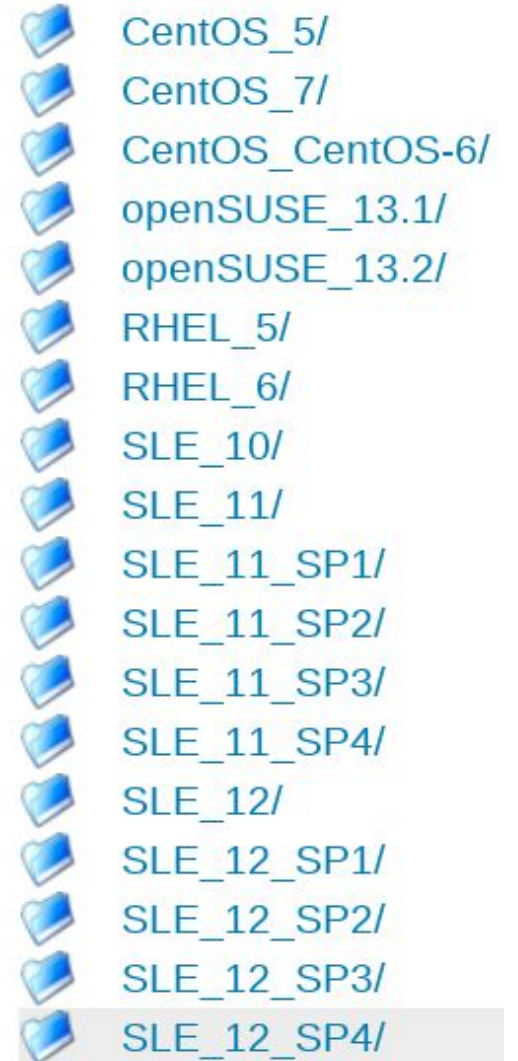 CentOS_5/
CentOS_7/
CentOS_CentOS-6/
openSUSE_13.1/
openSUSE_13.2/
RHEL_5/
RHEL_6/
SLE_10/
SLE_11/
SLE_11_SP1/
SLE_11_SP2/
SLE_11_SP3/
SLE_11_SP4/
SLE_12/
SLE_12_SP1/
SLE_12_SP2/
SLE_12_SP3/
SLE_12_SP4/